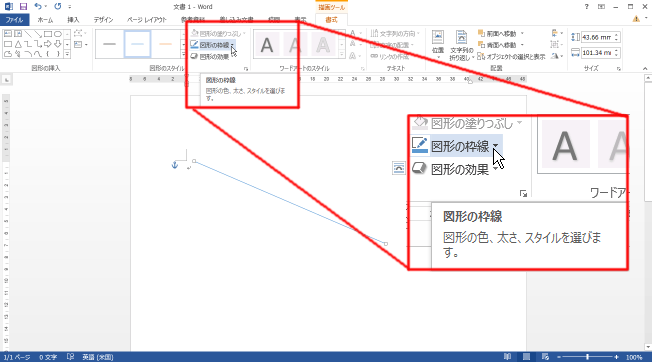 文書 1 - Word
描画ツール
ファイル ホーム 挿入 デザイン ページ レイアウト 差し込み文書 校閲 表示 書式
図形の塗りつぶし
図形の枠線
図形の効果
文字列の方向
文字の配置
リンクの作成
位置
文字列の
折り返し
前面へ移動
背面へ移動
オブジェクトの選択と表示
43.66 mm
101.34 mm
図形の挿入 図形のスタイル ワードアートのスタイル テキスト 配置 サイズ
図形の枠線
図形の色、太さ、スタイルを選びま
す。
図形の塗りつぶし
図形の枠線
図形の効果
A A
ワードアー
図形の枠線
図形の色、太さ、スタイルを選びま
す。
1/1 ページ 0 文字 英語 (米国) 100%